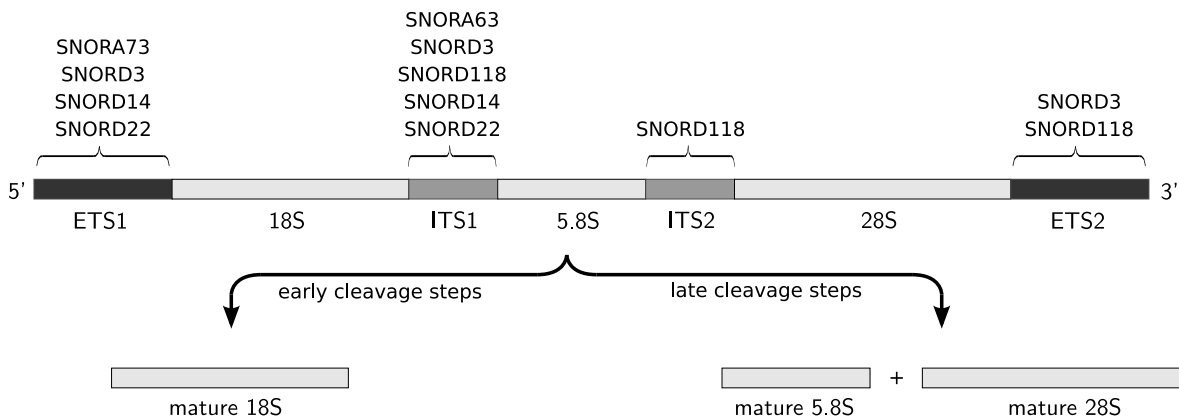 SNORA73
SNORD3
SNORD14
SNORD22
SNORA63
SNORD3
SNORD118
SNORD14
SNORD22
SNORD118
SNORD3
SNORD118
5' 3'
ETS1 18S ITS1 5.8S ITS2 28S ETS2
early cleavage steps late cleavage steps
+
mature 18S mature 5.8S mature 28S